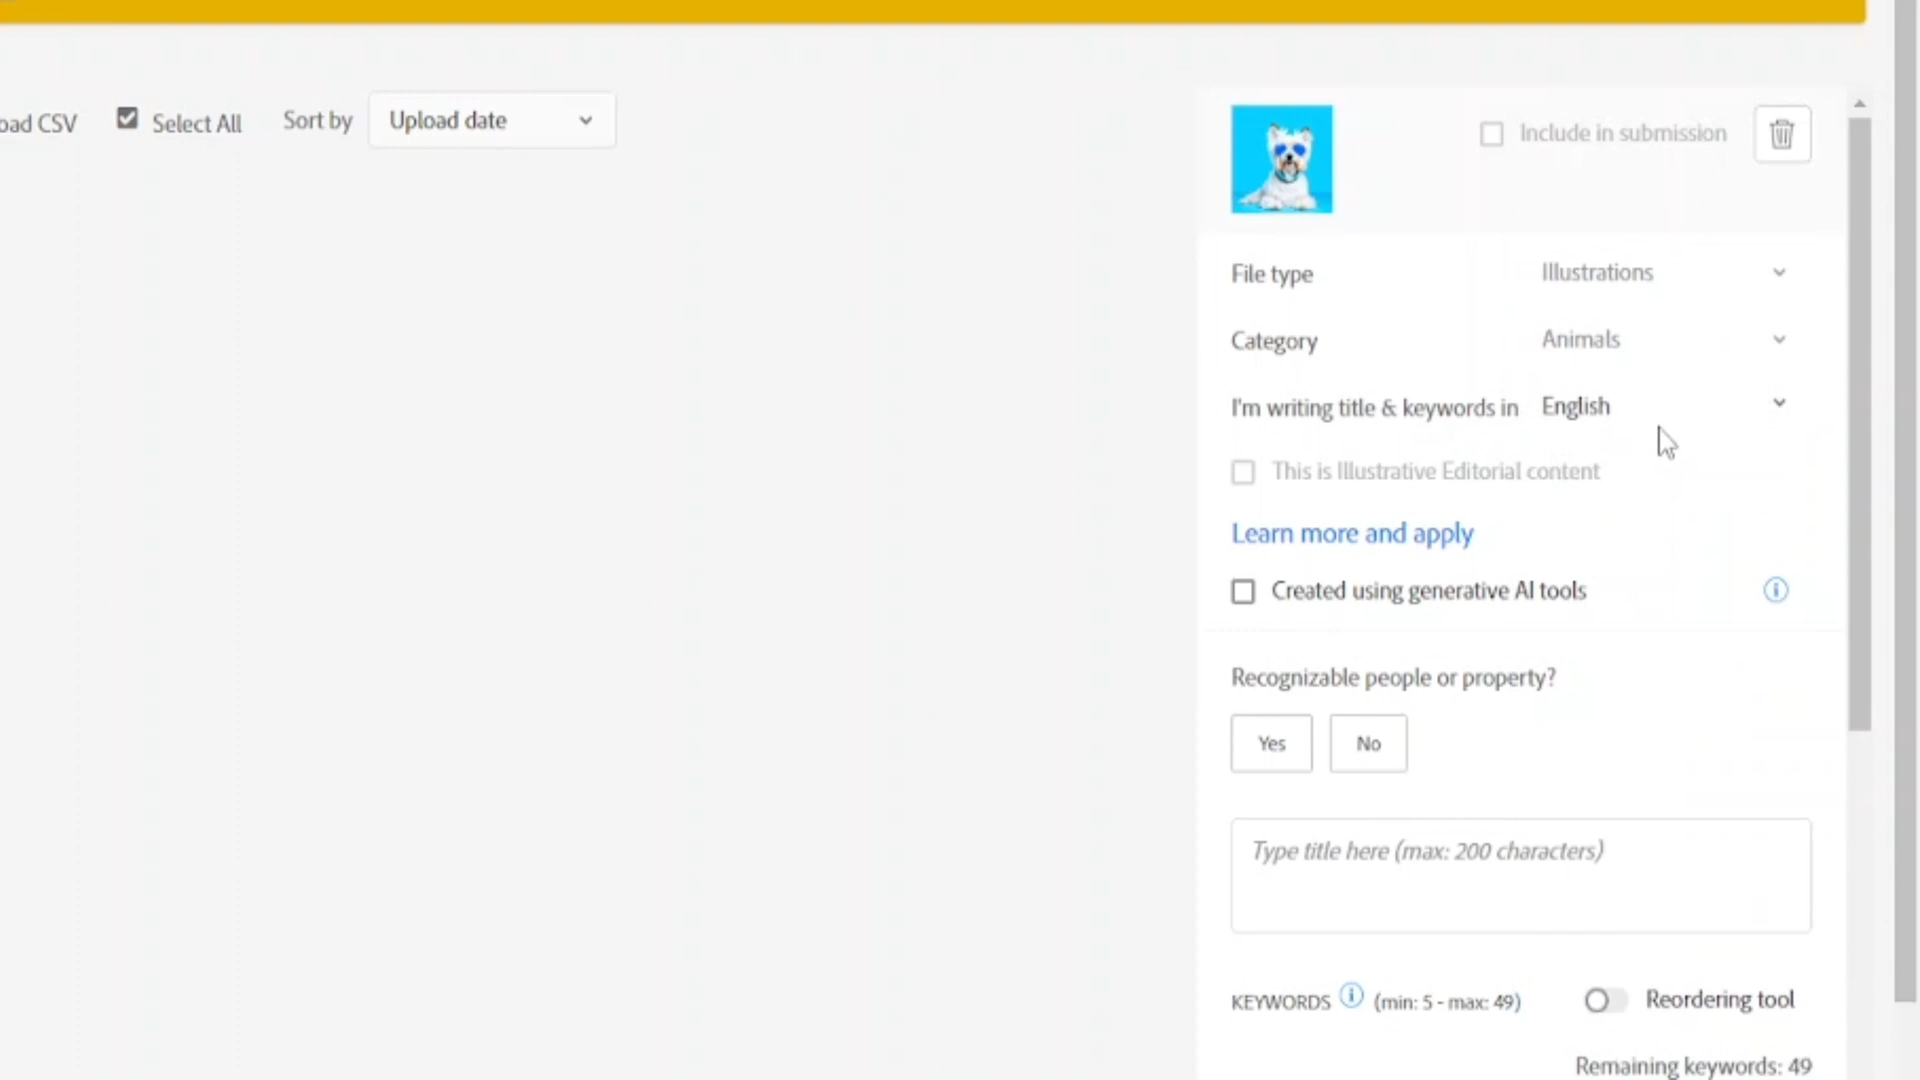 oad CSV
Select All
Sort by
Upload date
Include in submission
File type
Illustrations
Category
Animals
I'm writing title & keywords in
English
This is Illustrative Editorial content
Learn more and apply
Created using generative AI tools
Recognizable people or property?
Yes
No
Type title here (max: 200 characters)
KEYWORDS (min: 5 - max: 49)
Reordering tool
Remaining keywords: 49